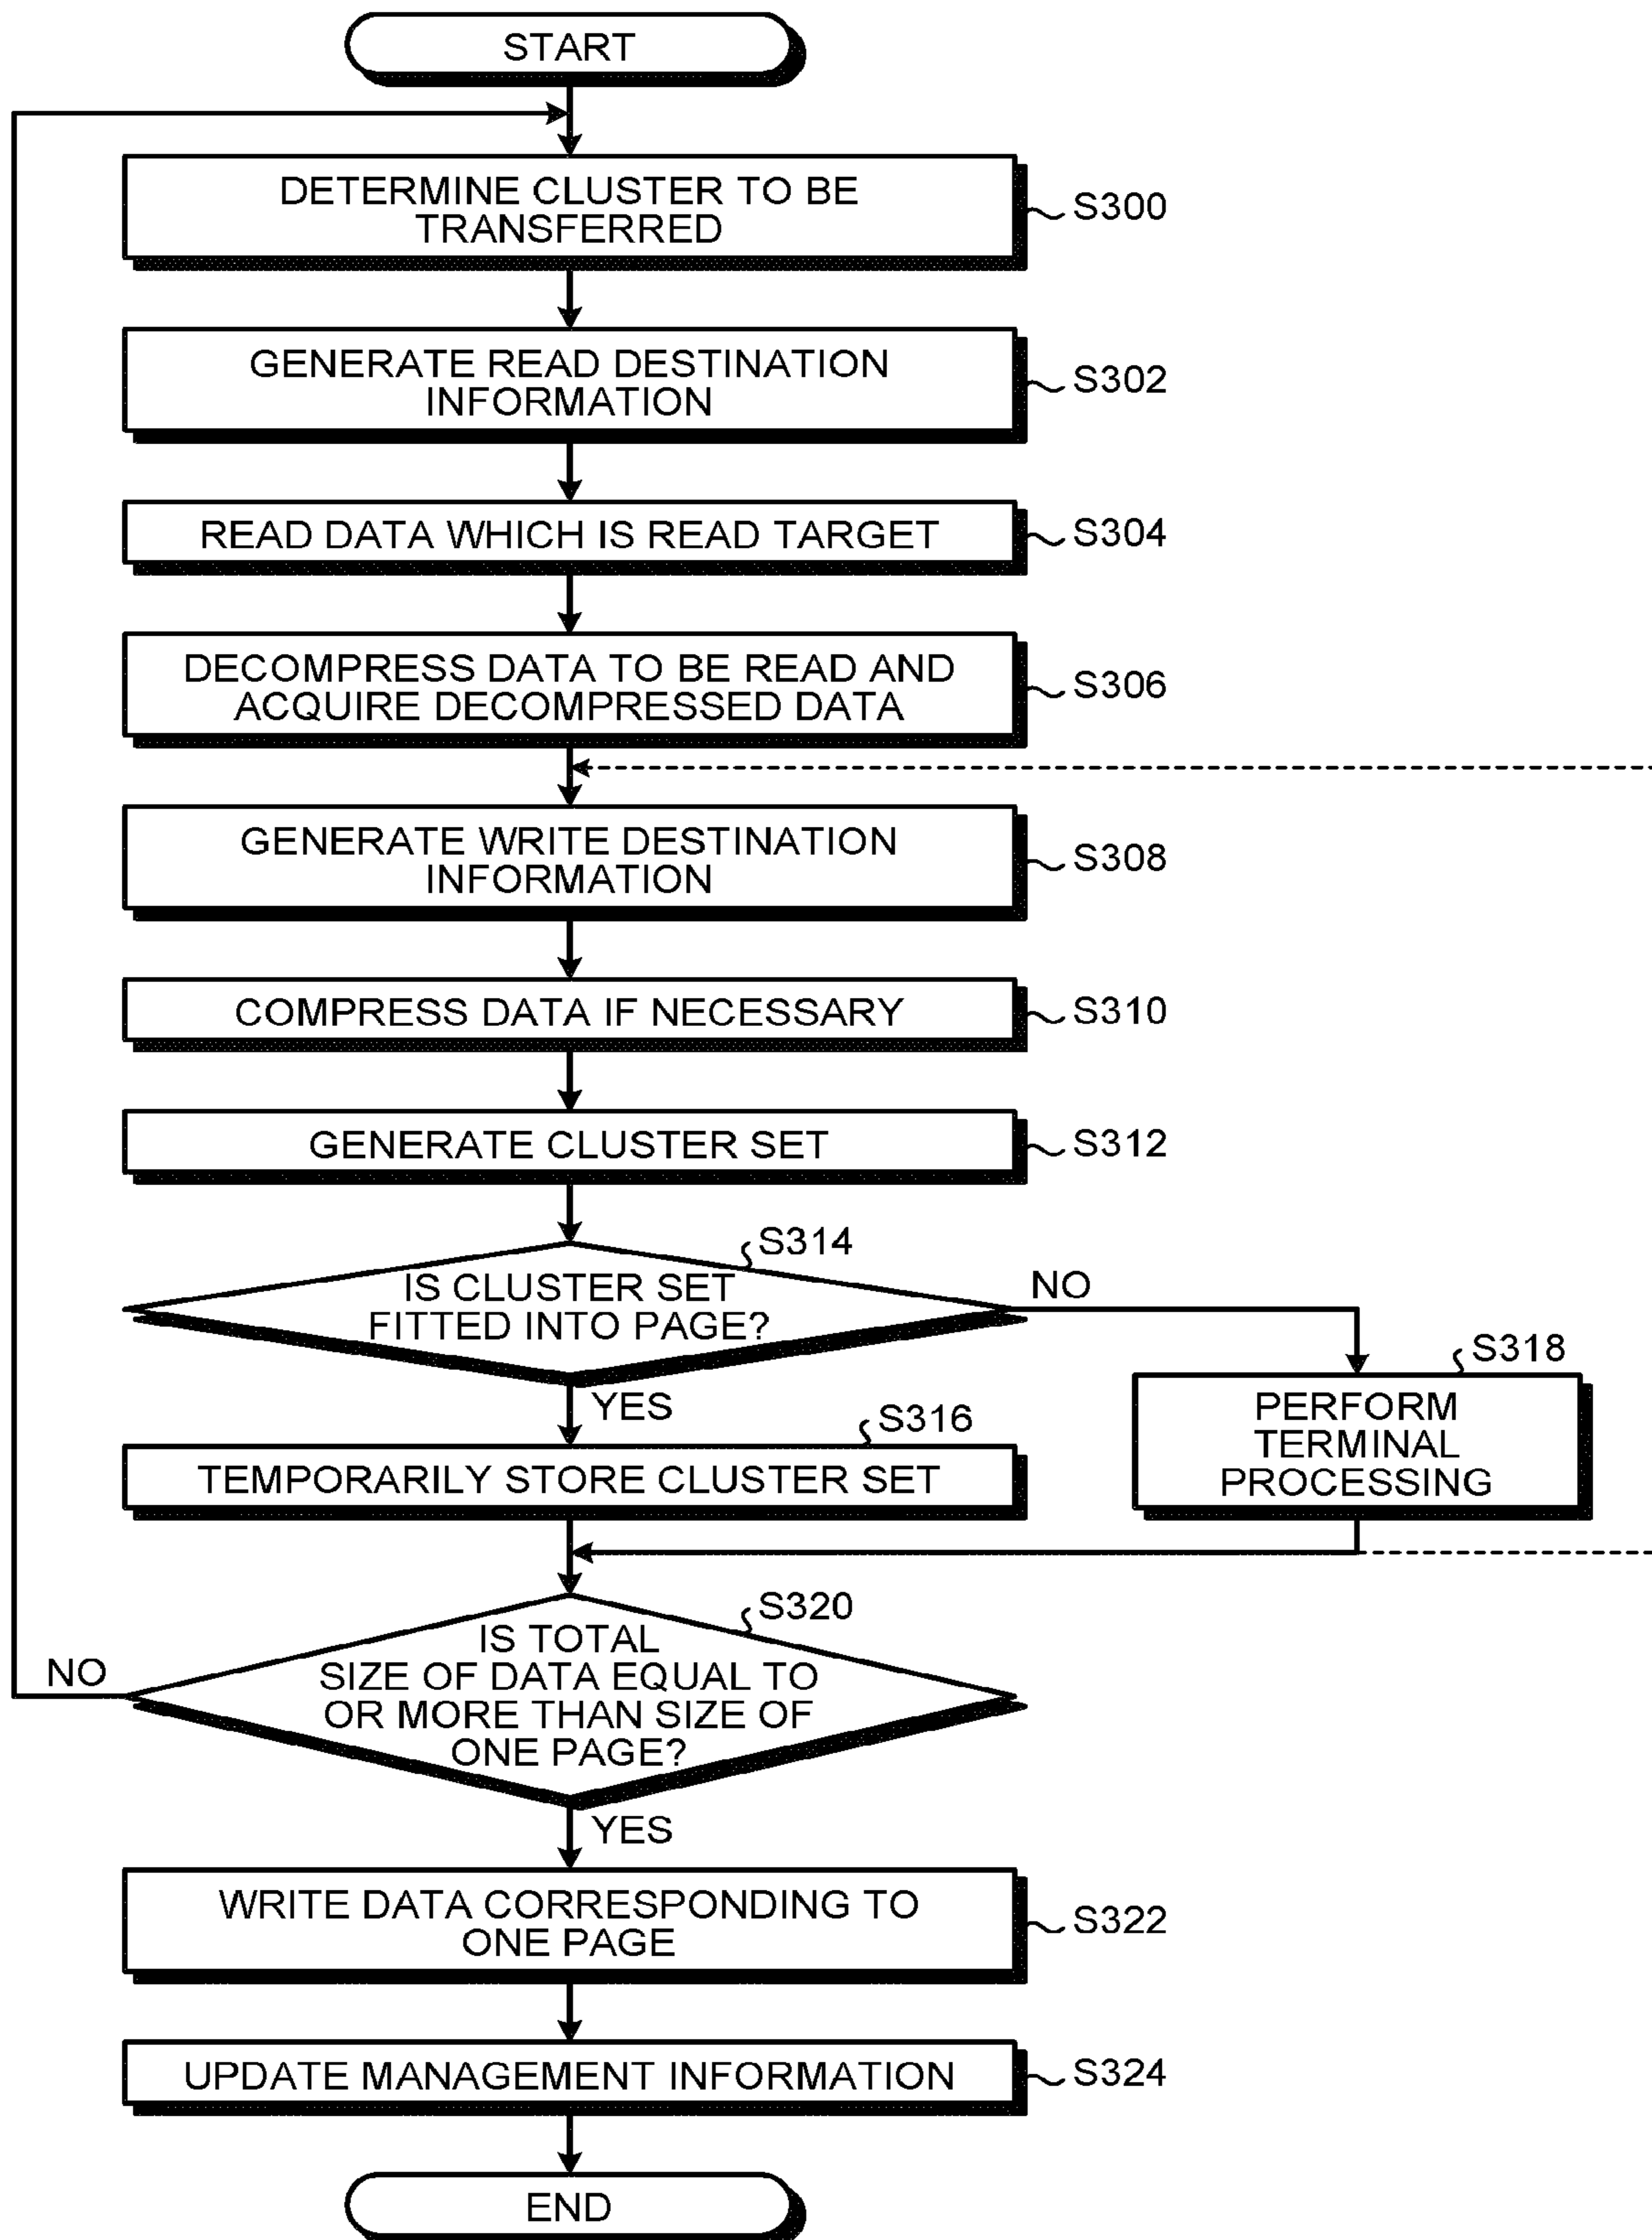 START
DETERMINE CLUSTER TO BE
TRANSFERRED
S300
GENERATE READ DESTINATION
INFORMATION
S302
READ DATA WHICH IS READ TARGET
S304
DECOMPRESS DATA TO BE READ AND
ACQUIRE DECOMPRESSED DATA
S306
GENERATE WRITE DESTINATION
INFORMATION
S308
COMPRESS DATA IF NECESSARY
S310
GENERATE CLUSTER SET
S312
S314
IS CLUSTER SET
FITTED INTO PAGE?
NO
YES
S316
TEMPORARILY STORE CLUSTER SET
S318
PERFORM
TERMINAL
PROCESSING
S320
IS TOTAL
SIZE OF DATA EQUAL TO
OR MORE THAN SIZE OF
ONE PAGE?
NO
YES
WRITE DATA CORRESPONDING TO
ONE PAGE
S322
UPDATE MANAGEMENT INFORMATION
S324
END